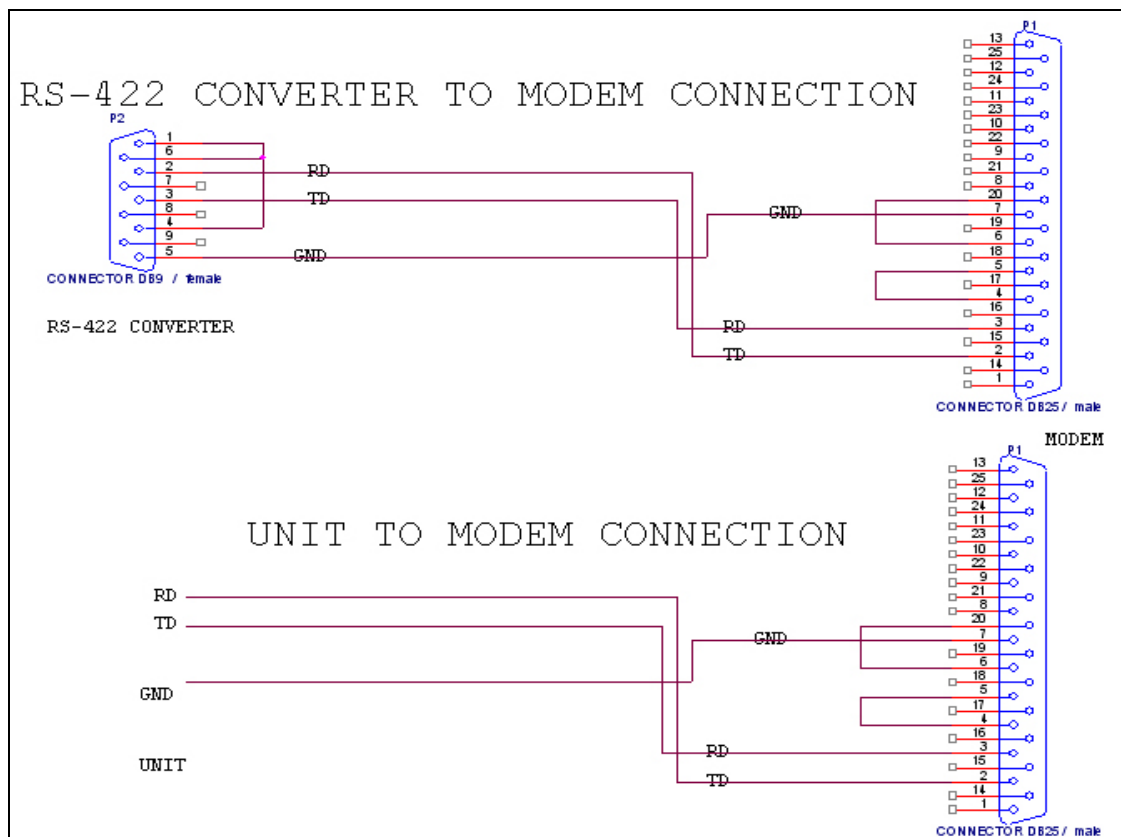 P1
13
25
12
24
11
23
10
22
9
21
8
20
7
19
6
18
5
17
4
16
3
15
2
14
1
RS-422 CONVERTER TO MODEM CONNECTION
P2
1
6
2
7
3
8
4
9
5
RD
TD
GND
GND
RD
TD
CONNECTOR DB9 / female
RS-422 CONVERTER
CONNECTOR DB25 / male
MODEM
P1
13
25
12
24
11
23
10
22
9
21
8
20
7
19
6
18
5
17
4
16
3
15
2
14
1
UNIT TO MODEM CONNECTION
RD
TD
GND
GND
RD
TD
UNIT
CONNECTOR DB25 / male